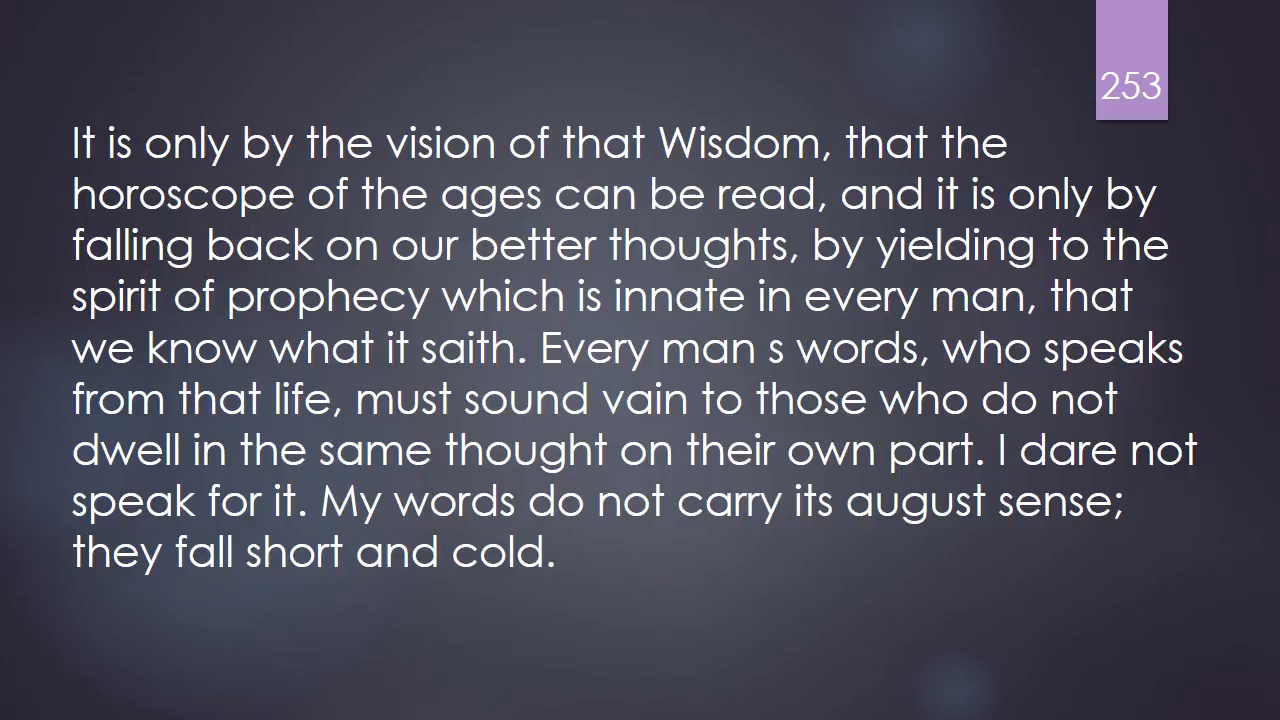 253
It is only by the vision of that Wisdom, that the
horoscope of the ages can be read, and it is only by
falling back on our better thoughts, by yielding to the
spirit of prophecy which is innate in every man, that
we know what it saith. Every man s words, who speaks
from that life, must sound vain to those who do not
dwell in the same thought on their own part. I dare not
speak for it. My words do not carry its august sense;
they fall short and cold.